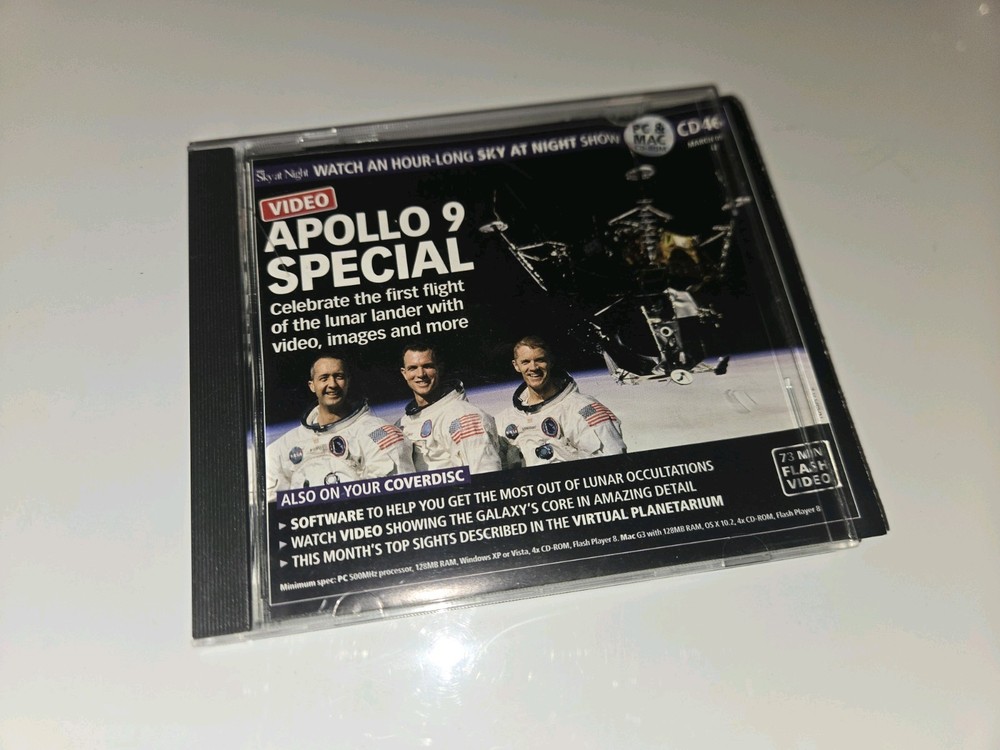 Sky at Night WATCH AN HOUR-LONG SKY AT NIGHT SHOW
PC &
MAC
CD-ROM
CD 46
MARCH
VIDEO
APOLLO 9
SPECIAL
Celebrate the first flight
of the lunar lander with
video, images and more
ALSO ON YOUR COVERDISC
▸ SOFTWARE TO HELP YOU GET THE MOST OUT OF LUNAR OCCULTATIONS
▸ WATCH VIDEO SHOWING THE GALAXY'S CORE IN AMAZING DETAIL
▸ THIS MONTH'S TOP SIGHTS DESCRIBED IN THE VIRTUAL PLANETARIUM
73 MIN
FLASH
VIDEO
Minimum spec: PC 500MHz processor, 128MB RAM, Windows XP or Vista, 4x CD-ROM, Flash Player 8. Mac G3 with 128MB RAM, OS X 10.2, 4x CD-ROM, Flash Player 8